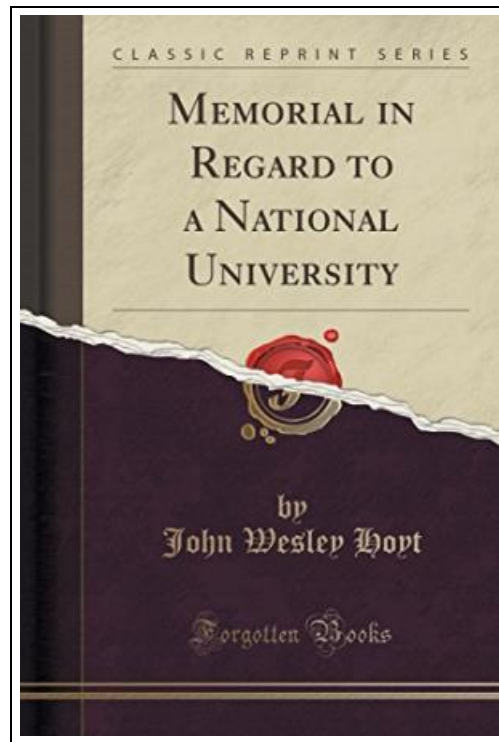 CLASSIC REPRINT SERIES
MEMORIAL IN
REGARD TO
A NATIONAL
UNIVERSITY
by
John Wesley Hoyt
Forgotten Books